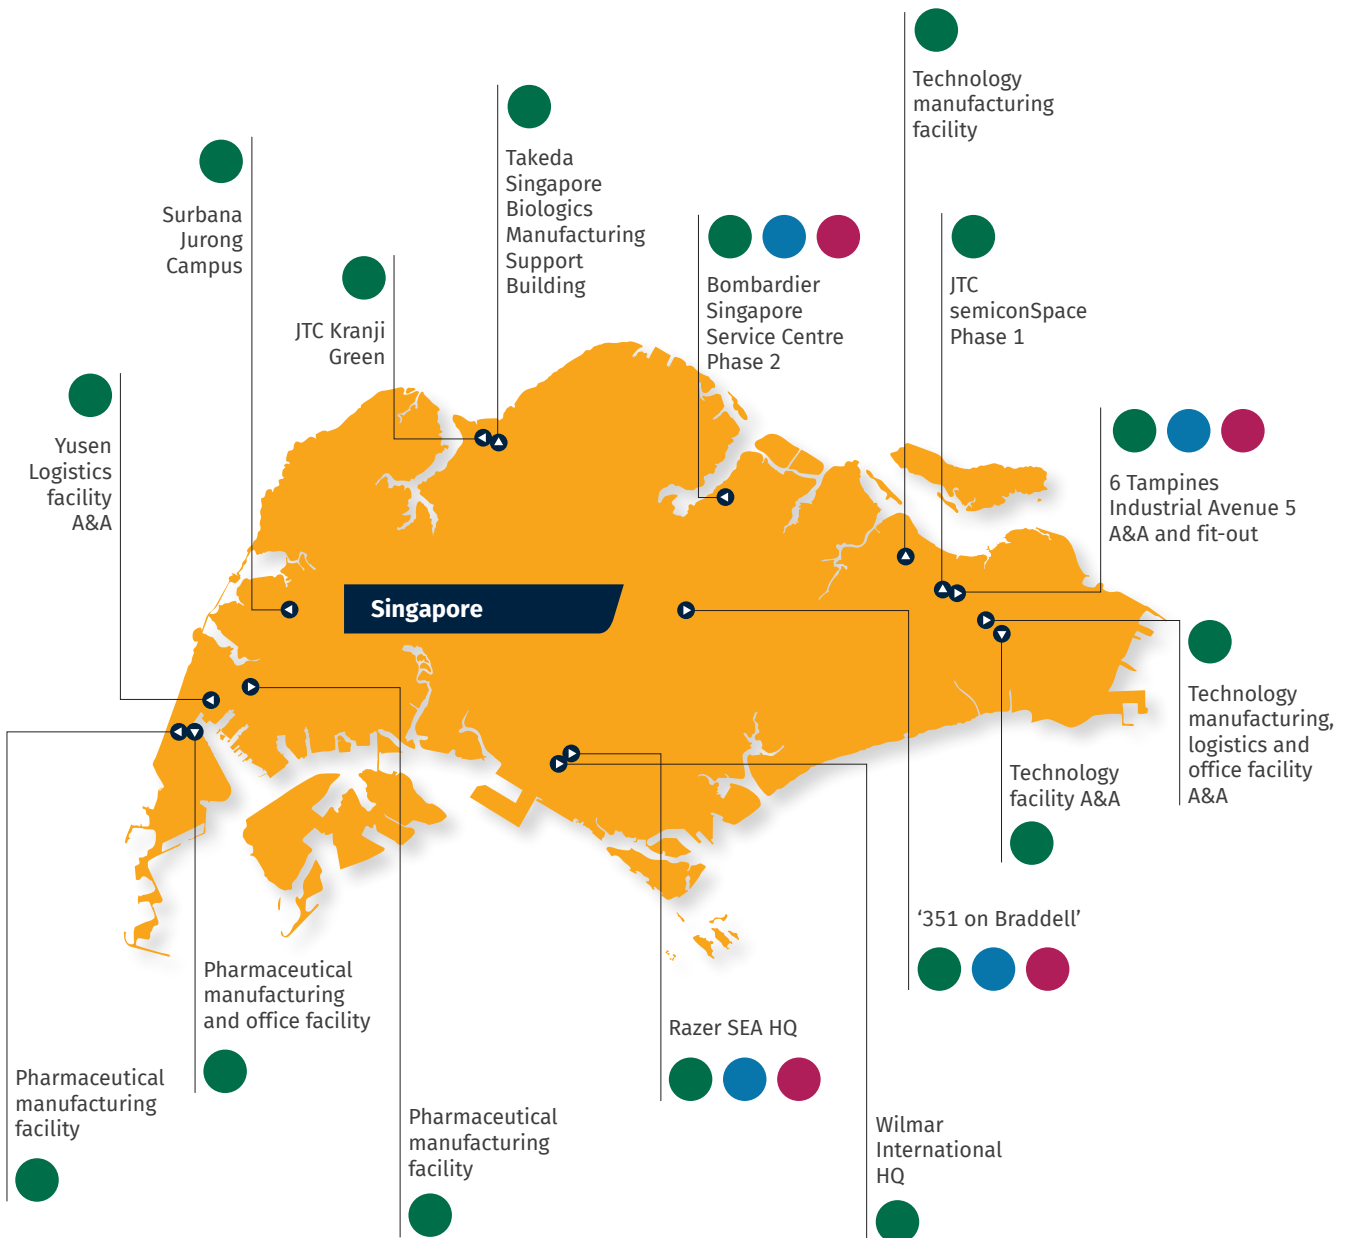 Technology
manufacturing
facility
Takeda
Singapore
Biologics
Manufacturing
Support
Building
Surbana
Jurong
Campus
JTC Kranji
Green
Bombardier
Singapore
Service Centre
Phase 2
JTC
semiconSpace
Phase 1
Yusen
Logistics
facility
A&A
6 Tampines
Industrial Avenue 5
A&A and fit-out
Singapore
Technology
manufacturing,
logistics and
office facility
A&A
Technology
facility A&A
‘351 on Braddell’
Pharmaceutical
manufacturing
and office facility
Razer SEA HQ
Pharmaceutical
manufacturing
facility
Pharmaceutical
manufacturing
facility
Wilmar
International
HQ